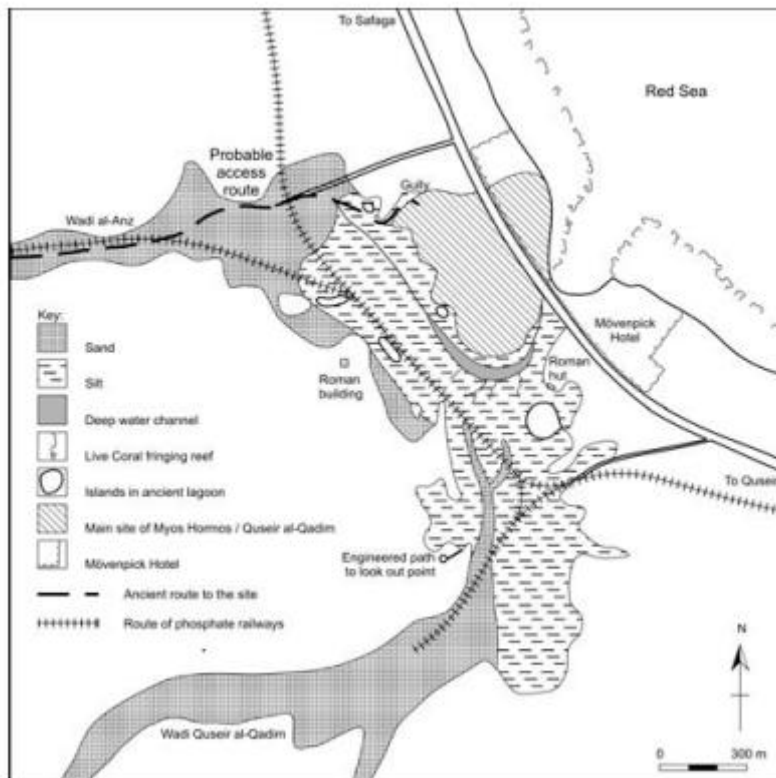 To Safaga
Red Sea
Probable
access
route
Gully
Wadi al-Anz
Key:
Sand
Silt
Deep water channel
Live Coral fringing reef
Islands in ancient lagoon
Main site of Myos Hormos / Quseir al-Qadim
Mövenpick Hotel
Ancient route to the site
Route of phosphate railways
Roman
building
Mövenpick
Hotel
Roman
hut
To Quseir
Engineered path
to look out point
Wadi Quseir al-Qadim
N
0 300 m